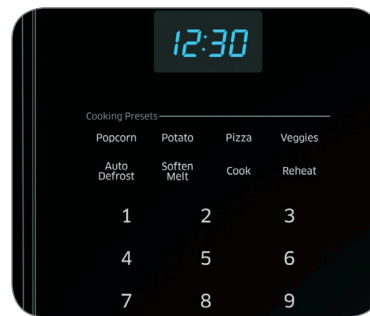 12:30
Cooking Presets
Popcorn Potato Pizza Veggies
Auto Defrost Soften Melt Cook Reheat
1 2 3
4 5 6
7 8 9